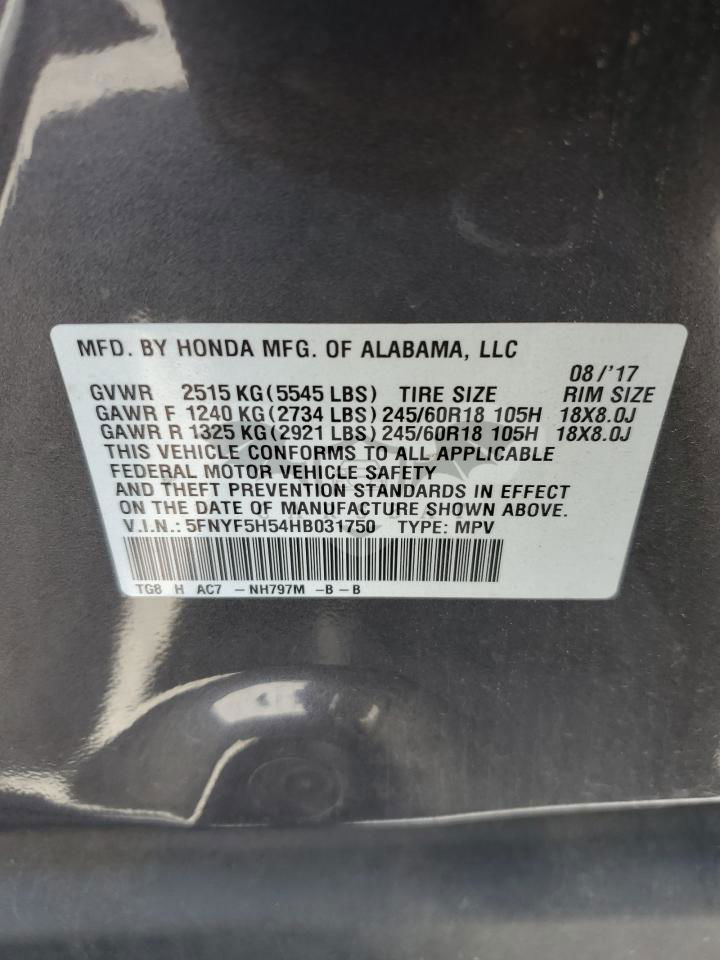 MFD. BY HONDA MFG. OF ALABAMA, LLC
08/'17
GVWR 2515 KG (5545 LBS) TIRE SIZE RIM SIZE
GAWR F 1240 KG (2734 LBS) 245/60R18 105H 18X8.0J
GAWR R 1325 KG (2921 LBS) 245/60R18 105H 18X8.0J
THIS VEHICLE CONFORMS TO ALL APPLICABLE
FEDERAL MOTOR VEHICLE SAFETY
AND THEFT PREVENTION STANDARDS IN EFFECT
ON THE DATE OF MANUFACTURE SHOWN ABOVE.
V.I.N.: 5FNYF5H54HB031750 TYPE: MPV
TG8 H AC7 -NH797M -B-B